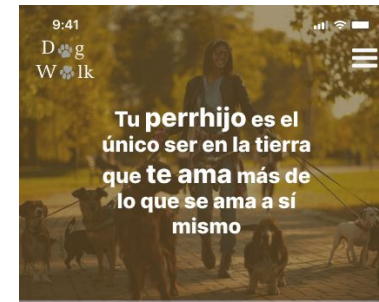 9:41
D g
W lk
Tu perrhijo es el
único ser en la tierra
que te ama más de
lo que se ama a sí
mismo